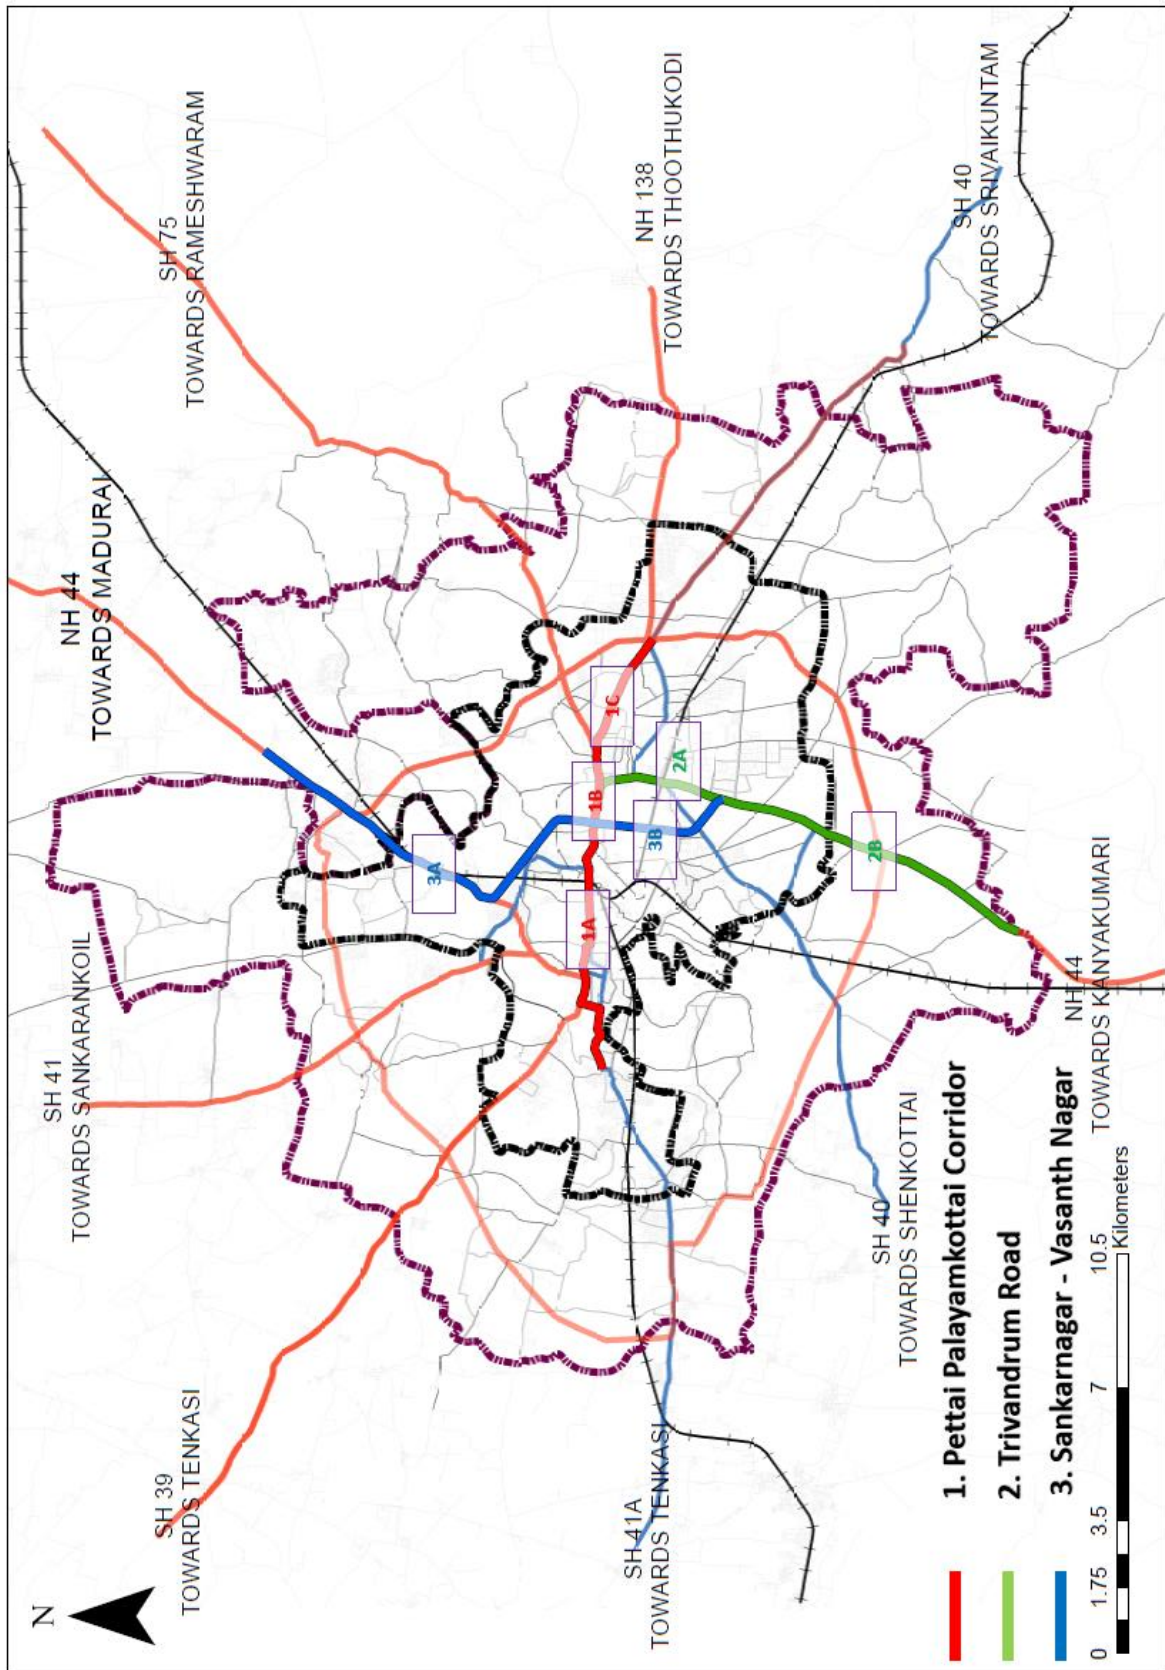 N
SH 39
TOWARDS TENKASI
SH 41
TOWARDS SANKARANKOIL
NH 44
TOWARDS MADURAI
SH 75
TOWARDS RAMESHWARAM
NH 138
TOWARDS THOOTHUKODI
SH 40
TOWARDS SRIVAIKUNTAM
3A
1A
1B
1C
3B
2A
2B
SH 41A
TOWARDS TENKASI
SH 40
TOWARDS SHENKOTTAI
NH 44
TOWARDS KANYAKUMARI
1. Pettai Palayamkottai Corridor
2. Trivandrum Road
3. Sankarnagar - Vasanth Nagar
0 1.75 3.5 7 10.5
Kilometers